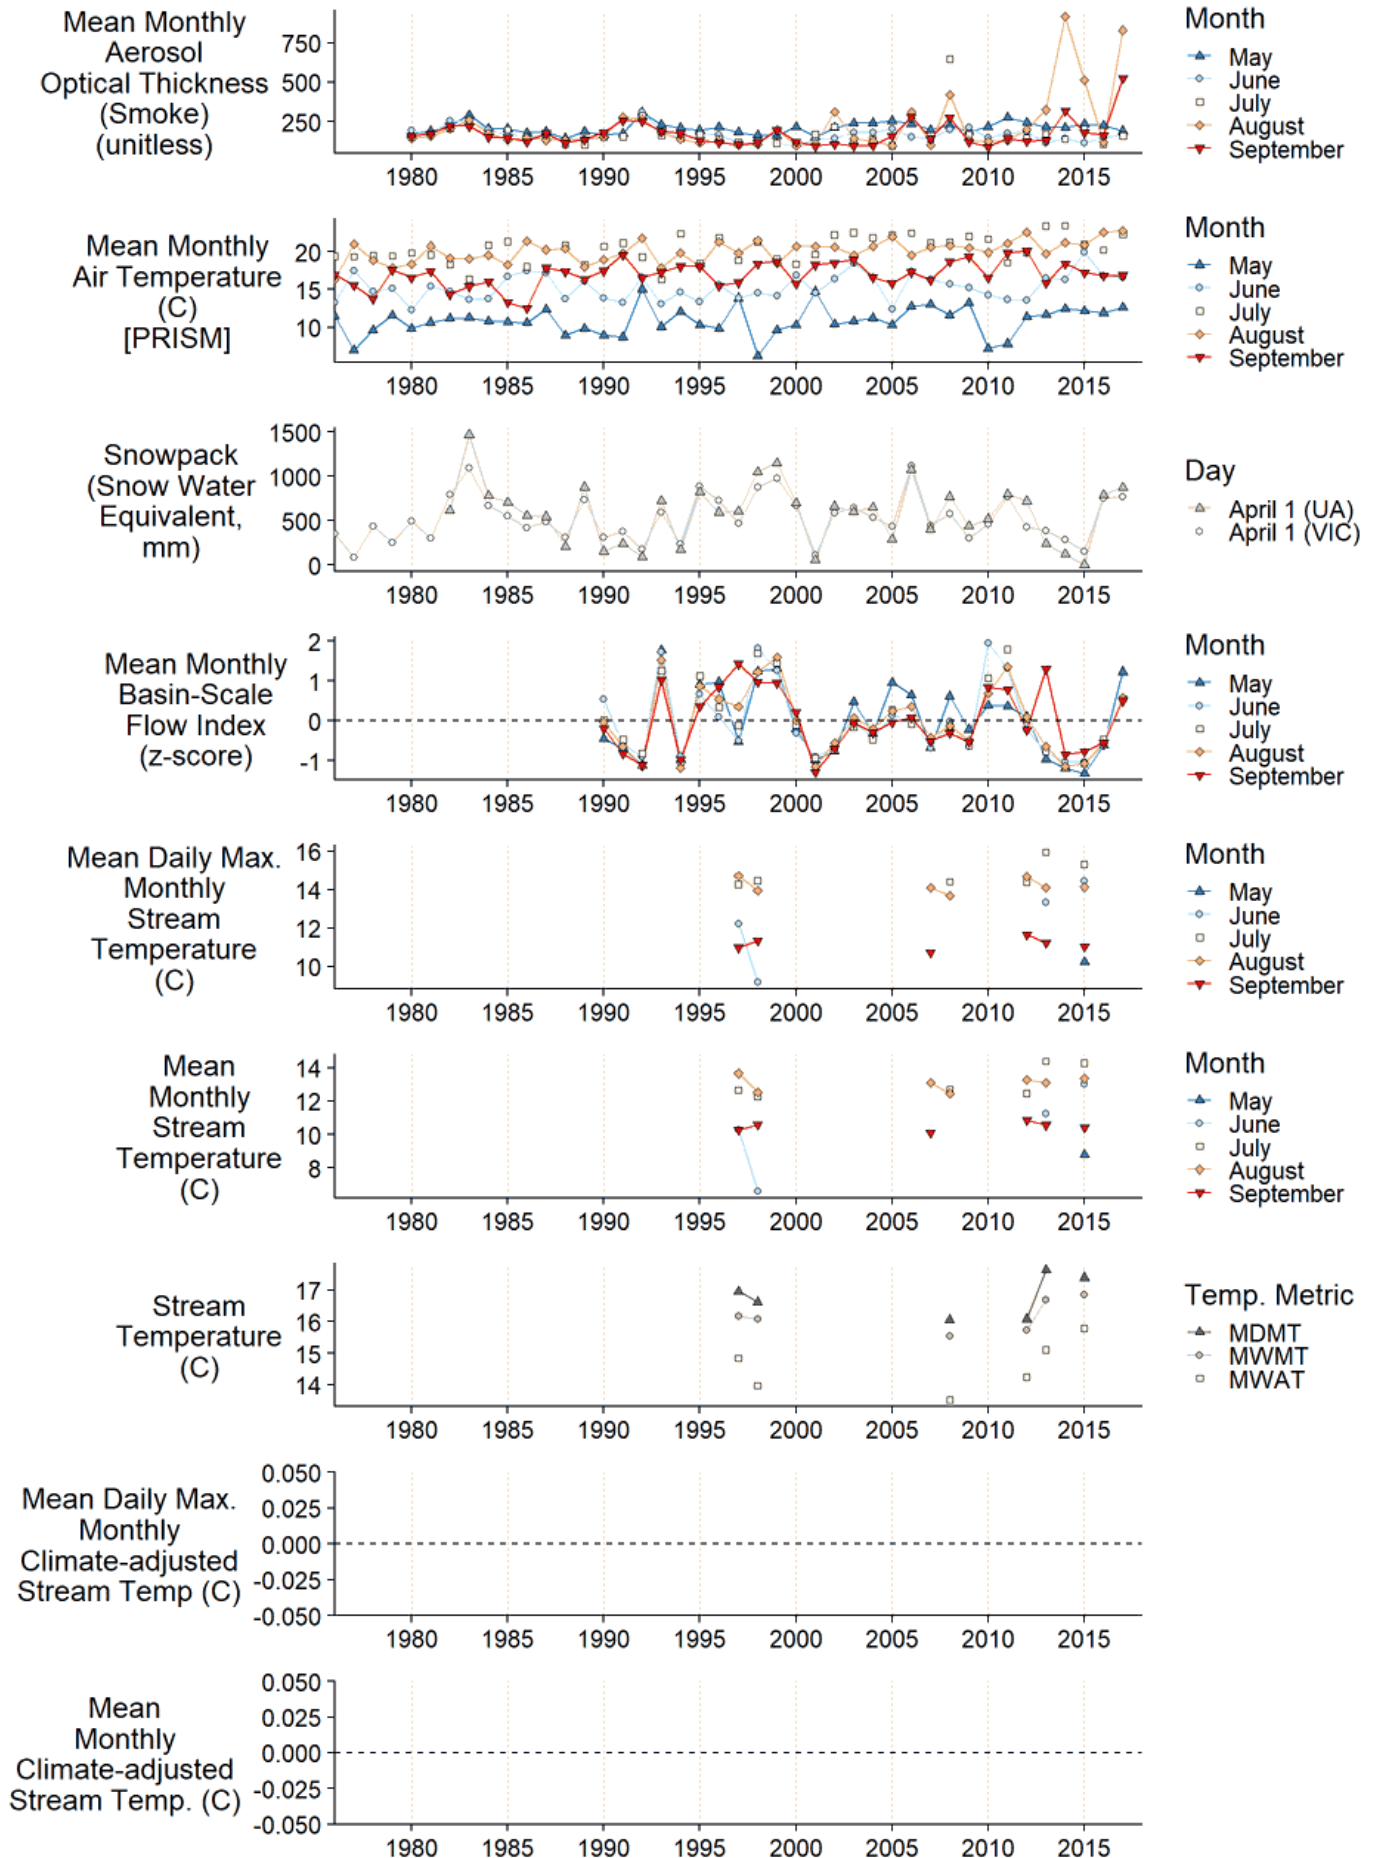 Mean Monthly
Aerosol
Optical Thickness
(Smoke)
(unitless)
750
500
250
1980 1985 1990 1995 2000 2005 2010 2015
Month
May
June
July
August
September
Mean Monthly
Air Temperature
(C)
[PRISM]
20
15
10
1980 1985 1990 1995 2000 2005 2010 2015
Month
May
June
July
August
September
Snowpack
(Snow Water
Equivalent,
mm)
1500
1000
500
0
1980 1985 1990 1995 2000 2005 2010 2015
Day
April 1 (UA)
April 1 (VIC)
Mean Monthly
Basin-Scale
Flow Index
(z-score)
2
1
0
-1
1980 1985 1990 1995 2000 2005 2010 2015
Month
May
June
July
August
September
Mean Daily Max.
Monthly
Stream
Temperature
(C)
16
14
12
10
1980 1985 1990 1995 2000 2005 2010 2015
Month
May
June
July
August
September
Mean
Monthly
Stream
Temperature
(C)
14
12
10
8
1980 1985 1990 1995 2000 2005 2010 2015
Month
May
June
July
August
September
Stream
Temperature
(C)
17
16
15
14
1980 1985 1990 1995 2000 2005 2010 2015
Temp. Metric
MDMT
MWMT
MWAT
Mean Daily Max.
Monthly
Climate-adjusted
Stream Temp (C)
0.050
0.025
0.000
-0.025
-0.050
1980 1985 1990 1995 2000 2005 2010 2015
Mean
Monthly
Climate-adjusted
Stream Temp. (C)
0.050
0.025
0.000
-0.025
-0.050
1980 1985 1990 1995 2000 2005 2010 2015